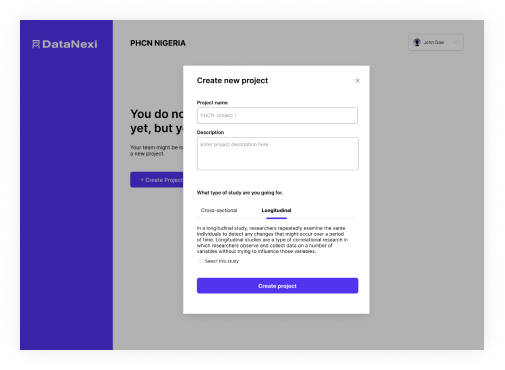 DataNexi
PHCN NIGERIA
John Doe
You do no
yet, but y
Your team might be lo
a new project.
+ Create Project
Create new project
Project name
PHCN project 1
Description
Enter project description here
What type of study are you going for.
Cross-sectional
Longitudinal
In a longitudinal study, researchers repeatedly examine the same
individuals to detect any changes that might occur over a period
of time. Longitudinal studies are a type of correlational research in
which researchers observe and collect data on a number of
variables without trying to influence those variables.
Select this study
Create project